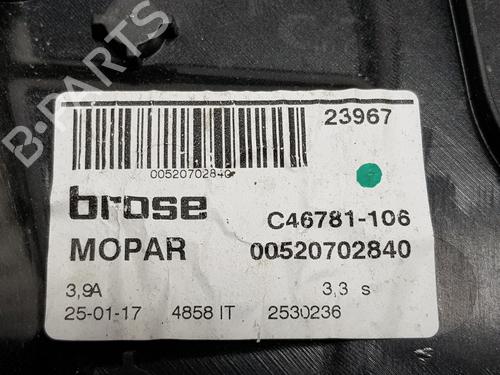 B-PARTS
23967
00520702840
brose
C46781-106
MOPAR
00520702840
3,9A
3,3 s
25-01-17
4858 IT
2530236